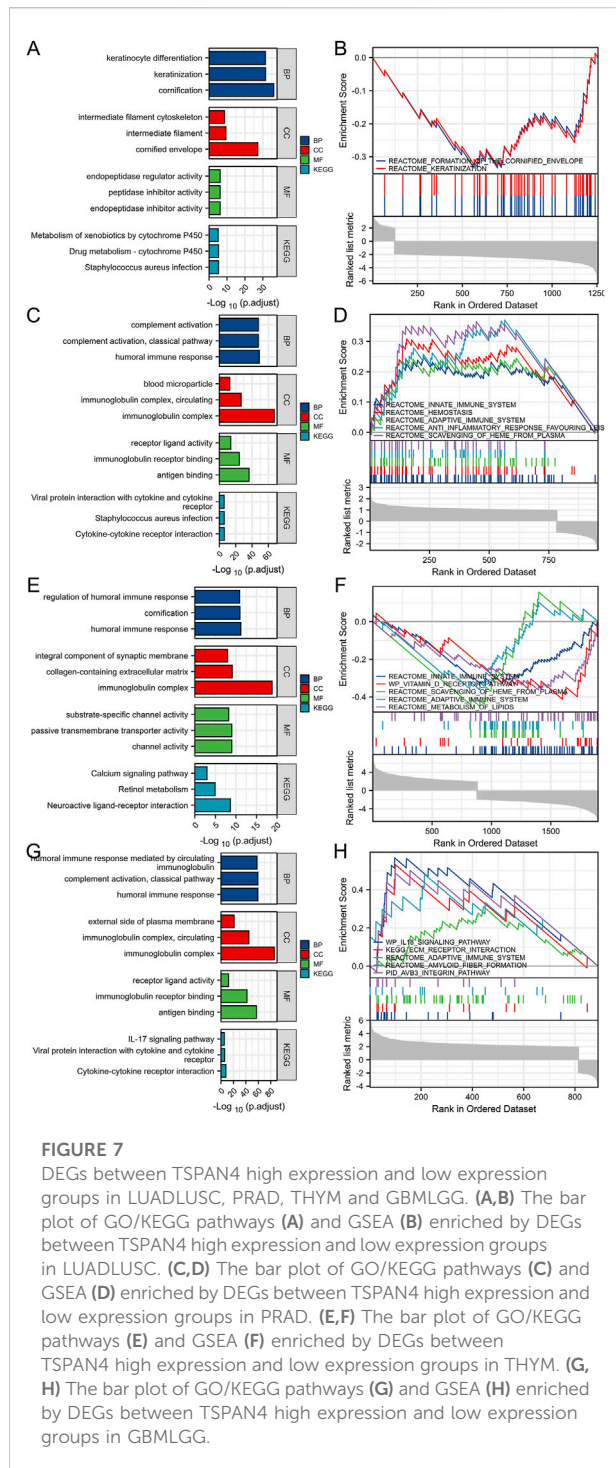 A
keratinocyte differentiation
keratinization
cornification
BP
intermediate filament cytoskeleton
intermediate filament
cornified envelope
CC
endopeptidase regulator activity
peptidase inhibitor activity
endopeptidase inhibitor activity
MF
Metabolism of xenobiotics by cytochrome P450
Drug metabolism - cytochrome P450
Staphylococcus aureus infection
KEGG
0 10 20 30
-Log10 (p.adjust)
BP
CC
MF
KEGG
B
Enrichment Score
0.0
-0.1
-0.2
-0.3
REACTOME_FORMATION_OF_THE_CORNIFIED_ENVELOPE
REACTOME_KERATINIZATION
Ranked list metric
2
0
-2
-4
-6
250 500 750 1000 1250
Rank in Ordered Dataset
C
complement activation
complement activation, classical pathway
humoral immune response
BP
blood microparticle
immunoglobulin complex, circulating
immunoglobulin complex
CC
receptor ligand activity
immunoglobulin receptor binding
antigen binding
MF
Viral protein interaction with cytokine and cytokine
receptor
Staphylococcus aureus infection
Cytokine-cytokine receptor interaction
KEGG
0 20 40 60
-Log10 (p.adjust)
BP
CC
MF
KEGG
D
Enrichment Score
0.3
0.2
0.1
0.0
REACTOME_INNATE_IMMUNE_SYSTEM
REACTOME_HEMOSTASIS
REACTOME_ADAPTIVE_IMMUNE_SYSTEM
REACTOME_ANTI_INFLAMMATORY_RESPONSE_FAVOURING_LEIS
REACTOME_SCAVENGING_OF_HEME_FROM_PLASMA
Ranked list metric
3
2
1
0
-1
-2
250 500 750
Rank in Ordered Dataset
E
regulation of humoral immune response
cornification
humoral immune response
BP
integral component of synaptic membrane
collagen-containing extracellular matrix
immunoglobulin complex
CC
substrate-specific channel activity
passive transmembrane transporter activity
channel activity
MF
Calcium signaling pathway
Retinol metabolism
Neuroactive ligand-receptor interaction
KEGG
0 5 10 15 20
-Log10 (p.adjust)
BP
CC
MF
KEGG
F
Enrichment Score
0.0
-0.2
-0.4
REACTOME_INNATE_IMMUNE_SYSTEM
WP_VITAMIN_D_RECEPTOR_PATHWAY
REACTOME_SCAVENGING_OF_HEME_FROM_PLASMA
REACTOME_ADAPTIVE_IMMUNE_SYSTEM
REACTOME_METABOLISM_OF_LIPIDS
Ranked list metric
4
2
0
-2
-4
500 1000 1500
Rank in Ordered Dataset
G
humoral immune response mediated by circulating
immunoglobulin
complement activation, classical pathway
humoral immune response
BP
external side of plasma membrane
immunoglobulin complex, circulating
immunoglobulin complex
CC
receptor ligand activity
immunoglobulin receptor binding
antigen binding
MF
IL-17 signaling pathway
Viral protein interaction with cytokine and cytokine
receptor
Cytokine-cytokine receptor interaction
KEGG
0 20 40 60 80
-Log10 (p.adjust)
BP
CC
MF
KEGG
H
Enrichment Score
0.4
0.2
0.0
WP_IL18_SIGNALING_PATHWAY
KEGG_ECM_RECEPTOR_INTERACTION
REACTOME_ADAPTIVE_IMMUNE_SYSTEM
REACTOME_AMYLOID_FIBER_FORMATION
PID_AVB3_INTEGRIN_PATHWAY
Ranked list metric
6
4
2
0
-2
200 400 600 800
Rank in Ordered Dataset
FIGURE 7
DEGs between TSPAN4 high expression and low expression
groups in LUADLUSC, PRAD, THYM and GBMLGG. (A,B) The bar
plot of GO/KEGG pathways (A) and GSEA (B) enriched by DEGs
between TSPAN4 high expression and low expression groups
in LUADLUSC. (C,D) The bar plot of GO/KEGG pathways (C) and
GSEA (D) enriched by DEGs between TSPAN4 high expression and
low expression groups in PRAD. (E,F) The bar plot of GO/KEGG
pathways (E) and GSEA (F) enriched by DEGs between
TSPAN4 high expression and low expression groups in THYM. (G,
H) The bar plot of GO/KEGG pathways (G) and GSEA (H) enriched
by DEGs between TSPAN4 high expression and low expression
groups in GBMLGG.